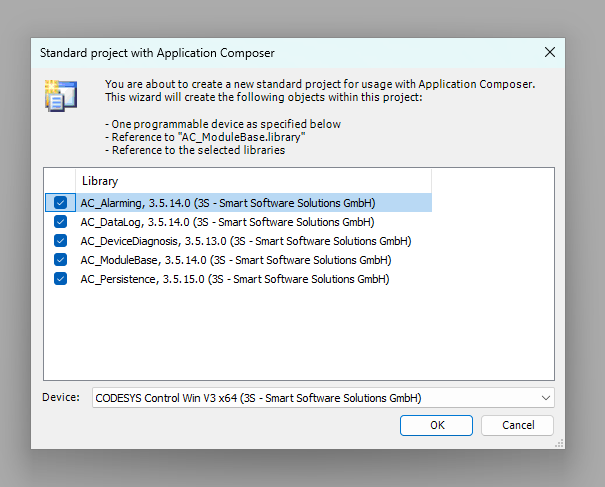 Standard project with Application Composer
You are about to create a new standard project for usage with Application Composer.
This wizard will create the following objects within this project:
- One programmable device as specified below
- Reference to "AC_ModuleBase.library"
- Reference to the selected libraries
Library
AC_Alarming, 3.5.14.0 (3S - Smart Software Solutions GmbH)
AC_DataLog, 3.5.14.0 (3S - Smart Software Solutions GmbH)
AC_DeviceDiagnosis, 3.5.13.0 (3S - Smart Software Solutions GmbH)
AC_ModuleBase, 3.5.14.0 (3S - Smart Software Solutions GmbH)
AC_Persistence, 3.5.15.0 (3S - Smart Software Solutions GmbH)
Device: CODESYS Control Win V3 x64 (3S - Smart Software Solutions GmbH)
OK Cancel